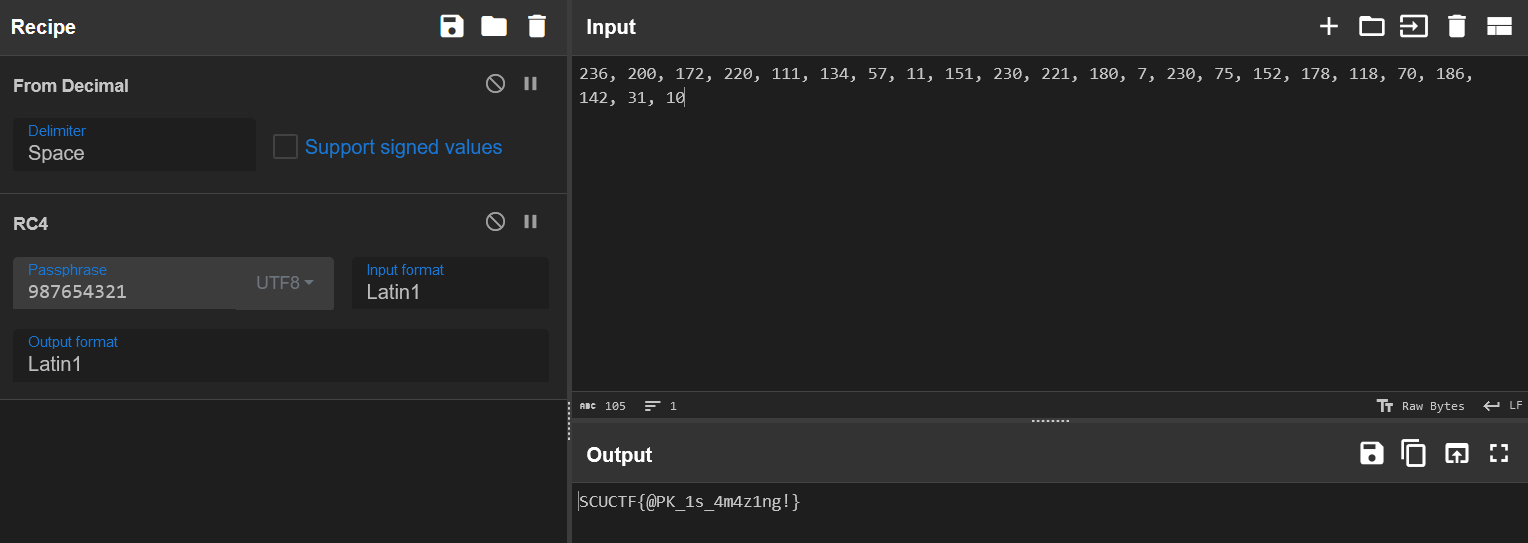 Recipe
From Decimal
Delimiter
Space
Support signed values
RC4
Passphrase
987654321
UTF8
Input format
Latin1
Output format
Latin1
Input
236, 200, 172, 220, 111, 134, 57, 11, 151, 230, 221, 180, 7, 230, 75, 152, 178, 118, 70, 186,
142, 31, 10
ABC 105 1
Raw Bytes LF
Output
SCUCTF{@PK_1s_4m4z1ng!}